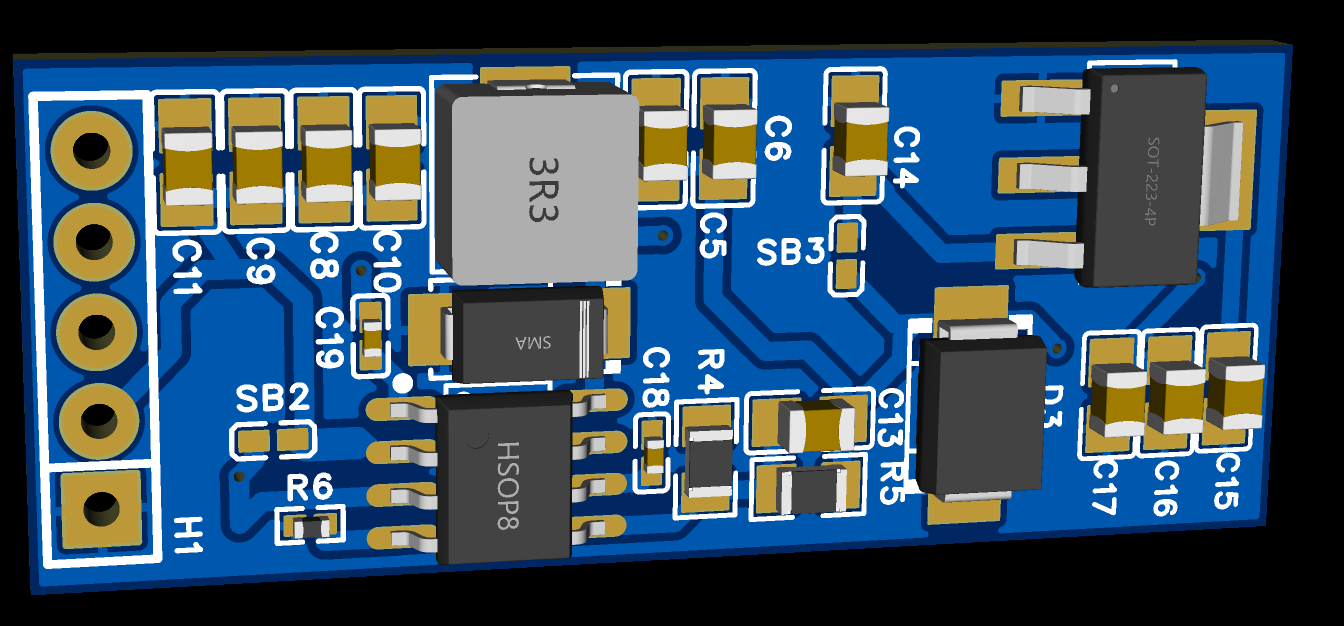 3R3
C6
C14
SOT-223-4P
C11
C9
C8
C10
C5
SB3
C19
SMA
C18
R4
SB2
C13
D3
HSOP8
R6
R5
C17
C16
C15
H1